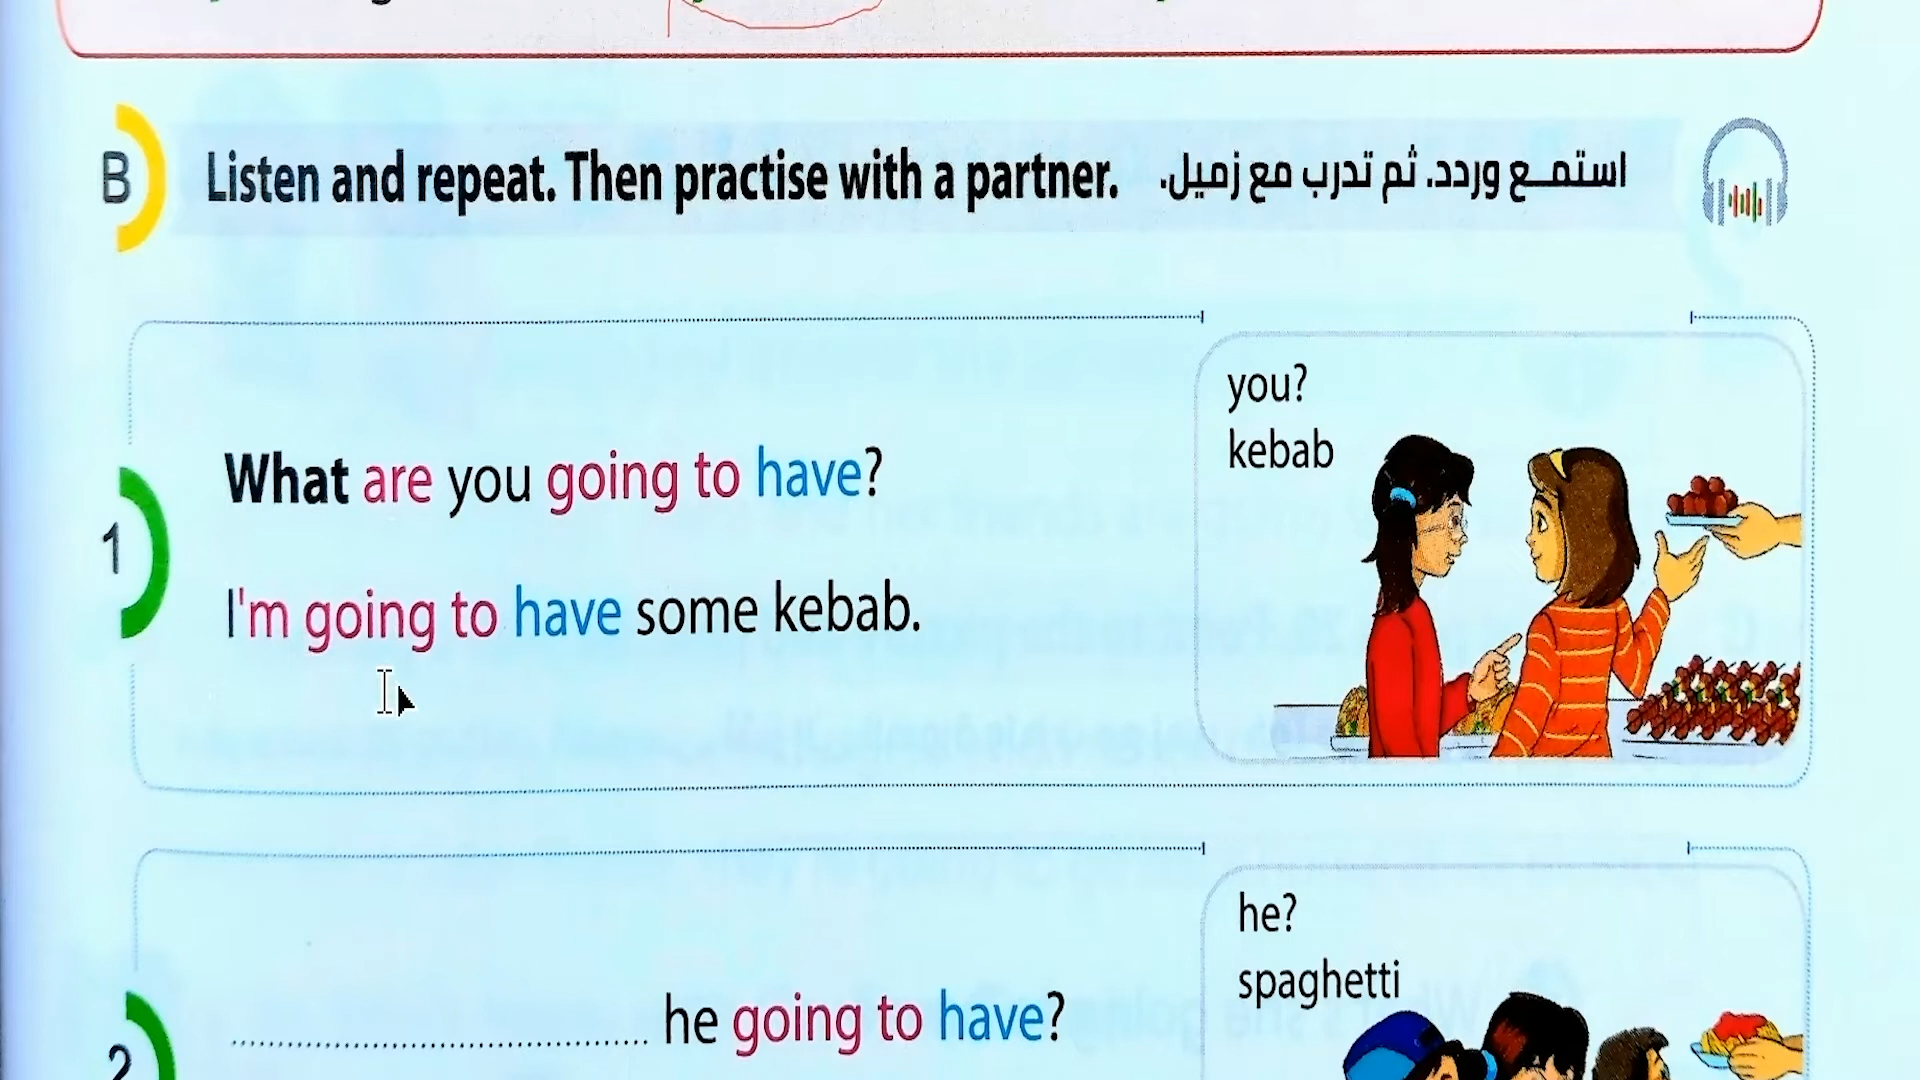 B
Listen and repeat. Then practise with a partner. استمع وردد. ثم تدرب مع زميل.
1
What are you going to have?
I'm going to have some kebab.
you?
kebab
2
.................................. he going to have?
he?
spaghetti